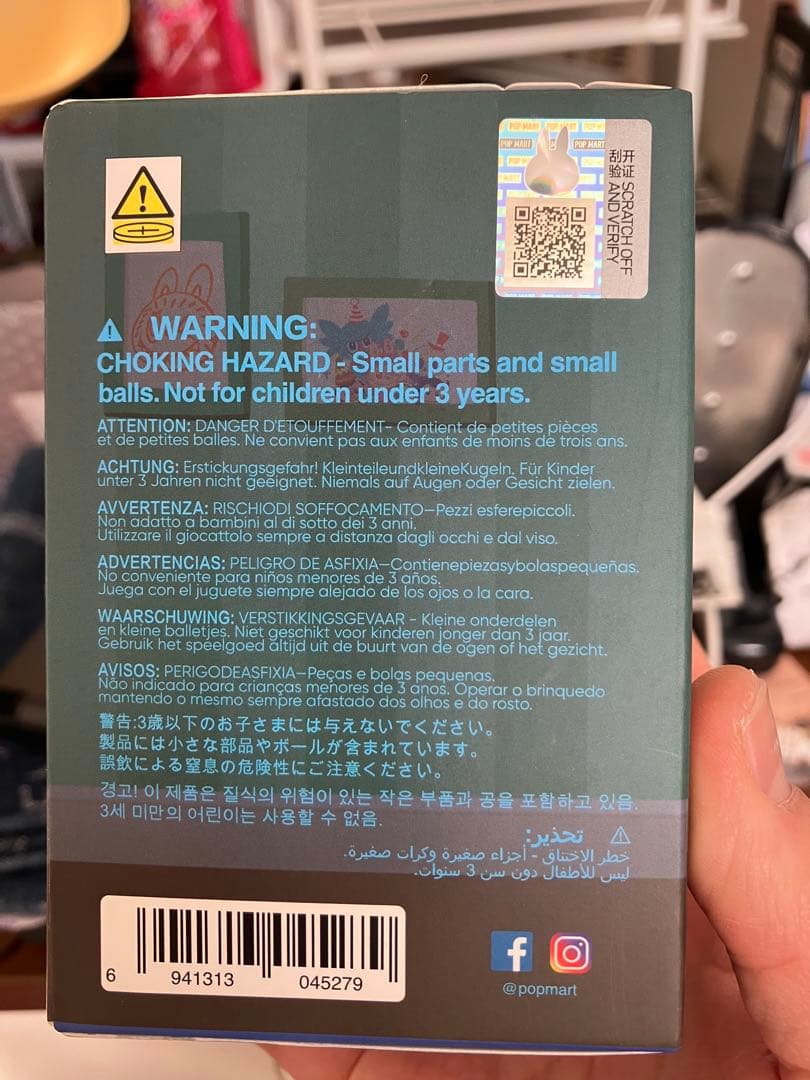 POP MART POP MART POP MART
POP MART POP MART
开证 SCRATCH OFF
刮验 AND VERIFY
WARNING:
CHOKING HAZARD - Small parts and small
balls. Not for children under 3 years.
ATTENTION: DANGER D'ETOUFFEMENT- Contient de petites pièces
et de petites balles. Ne convient pas aux enfants de moins de trois ans.
ACHTUNG: Erstickungsgefahr! KleinteileundkleineKugeln. Für Kinder
unter 3 Jahren nicht geeignet. Niemals auf Augen oder Gesicht zielen.
AVVERTENZA: RISCHIODI SOFFOCAMENTO—Pezzi esferepiccoli.
Non adatto a bambini al di sotto dei 3 anni.
Utilizzare il giocattolo sempre a distanza dagli occhi e dal viso.
ADVERTENCIAS: PELIGRO DE ASFIXIA—Contienepiezasybolaspequeñas.
No conveniente para niños menores de 3 años.
Juega con el juguete siempre alejado de los ojos o la cara.
WAARSCHUWING: VERSTIKKINGSGEVAAR - Kleine onderdelen
en kleine balletjes. Niet geschikt voor kinderen jonger dan 3 jaar.
Gebruik het speelgoed altijd uit de buurt van de ogen of het gezicht.
AVISOS: PERIGODEASFIXIA—Peças e bolas pequenas.
Não indicado para crianças menores de 3 anos. Operar o brinquedo
mantendo o mesmo sempre afastado dos olhos e do rosto.
警告:3歳以下のお子さまには与えないでください。
製品には小さな部品やボールが含まれています。
誤飲による窒息の危険性にご注意ください。
경고! 이 제품은 질식의 위험이 있는 작은 부품과 공을 포함하고 있음.
3세 미만의 어린이는 사용할 수 없음.
تحذير:
خطر الاختناق - أجزاء صغيرة وكرات صغيرة.
ليس للأطفال دون سن 3 سنوات.
6 941313 045279
@popmart